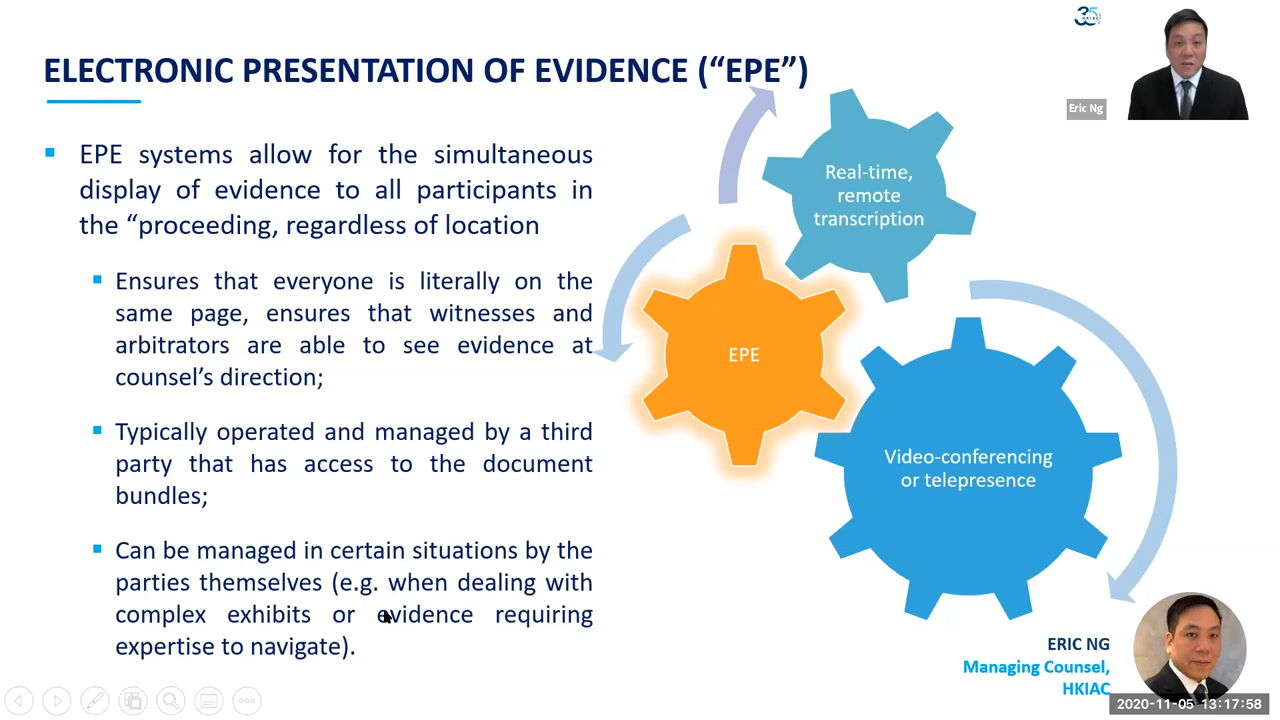 35
HKIAC
ELECTRONIC PRESENTATION OF EVIDENCE (“EPE”)
Eric Ng
EPE systems allow for the simultaneous
display of evidence to all participants in
the “proceeding, regardless of location
Ensures that everyone is literally on the
same page, ensures that witnesses and
arbitrators are able to see evidence at
counsel’s direction;
Typically operated and managed by a third
party that has access to the document
bundles;
Can be managed in certain situations by the
parties themselves (e.g. when dealing with
complex exhibits or evidence requiring
expertise to navigate).
Real-time,
remote
transcription
EPE
Video-conferencing
or telepresence
ERIC NG
Managing Counsel,
HKIAC
2020-11-05 13:17:58